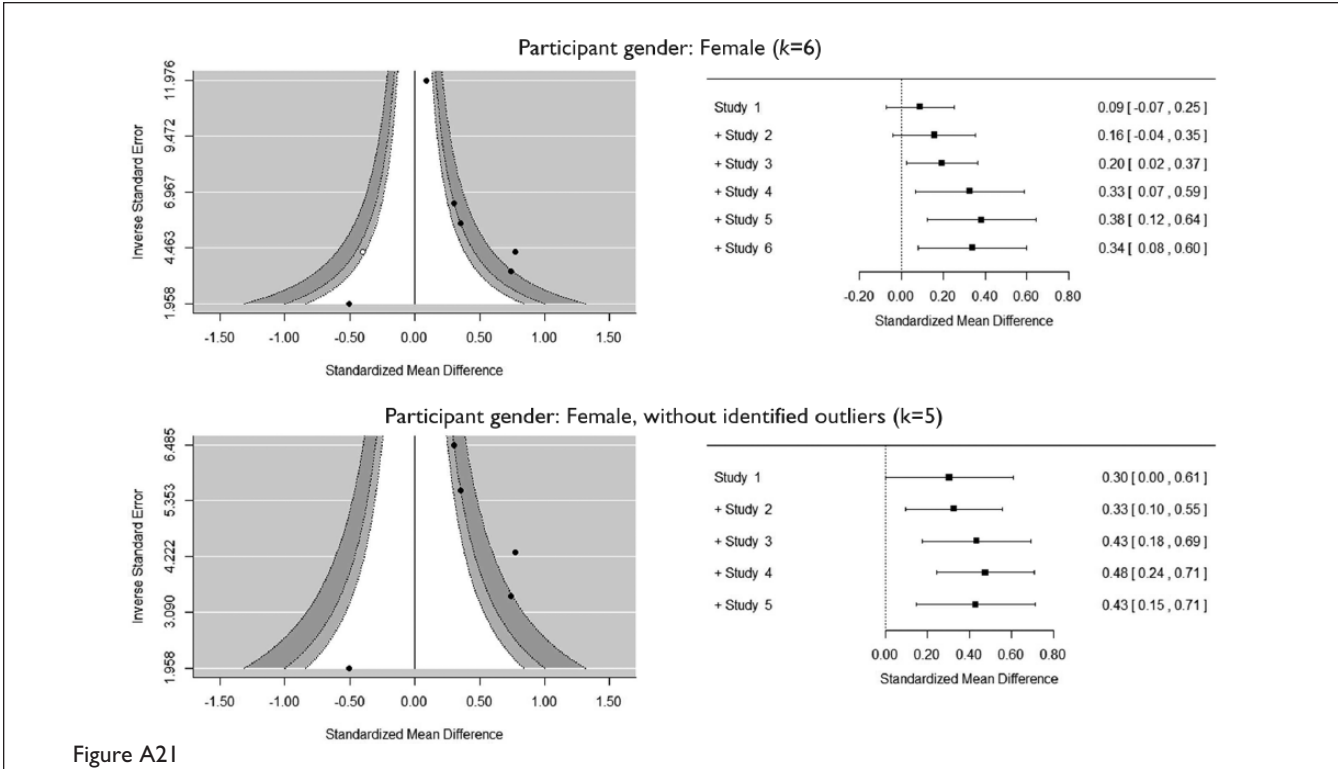 Participant gender: Female (k=6)
Inverse Standard Error
11.976
9.472
6.967
4.463
1.958
-1.50 -1.00 -0.50 0.00 0.50 1.00 1.50
Standardized Mean Difference
Study 1 0.09 [ -0.07 , 0.25 ]
+ Study 2 0.16 [ -0.04 , 0.35 ]
+ Study 3 0.20 [ 0.02 , 0.37 ]
+ Study 4 0.33 [ 0.07 , 0.59 ]
+ Study 5 0.38 [ 0.12 , 0.64 ]
+ Study 6 0.34 [ 0.08 , 0.60 ]
-0.20 0.00 0.20 0.40 0.60 0.80
Standardized Mean Difference
Participant gender: Female, without identified outliers (k=5)
Inverse Standard Error
6.485
5.353
4.222
3.090
1.958
-1.50 -1.00 -0.50 0.00 0.50 1.00 1.50
Standardized Mean Difference
Study 1 0.30 [ 0.00 , 0.61 ]
+ Study 2 0.33 [ 0.10 , 0.55 ]
+ Study 3 0.43 [ 0.18 , 0.69 ]
+ Study 4 0.48 [ 0.24 , 0.71 ]
+ Study 5 0.43 [ 0.15 , 0.71 ]
0.00 0.20 0.40 0.60 0.80
Standardized Mean Difference
Figure A21